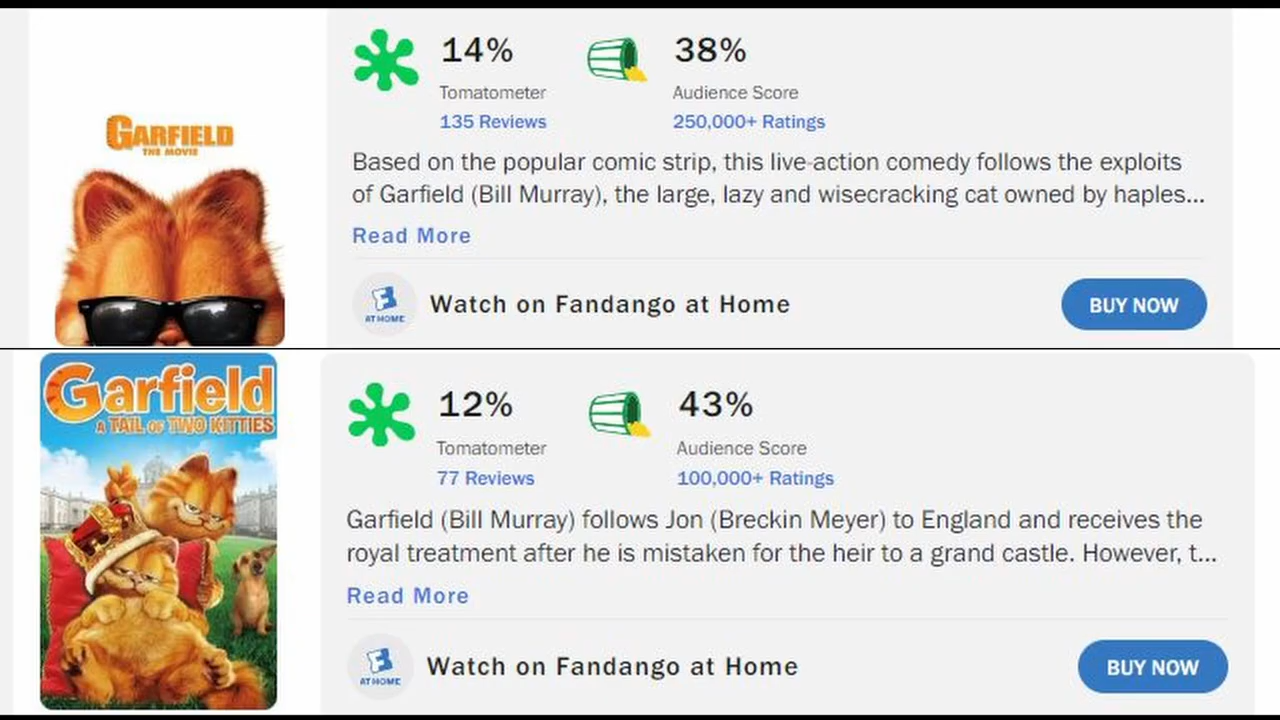 14%
38%
Tomatometer
Audience Score
135 Reviews
250,000+ Ratings
GARFIELD
THE MOVIE
Based on the popular comic strip, this live-action comedy follows the exploits
of Garfield (Bill Murray), the large, lazy and wisecracking cat owned by haples...
Read More
F
AT HOME
Watch on Fandango at Home
BUY NOW
Garfield
A TAIL OF TWO KITTIES
12%
43%
Tomatometer
Audience Score
77 Reviews
100,000+ Ratings
Garfield (Bill Murray) follows Jon (Breckin Meyer) to England and receives the
royal treatment after he is mistaken for the heir to a grand castle. However, t...
Read More
F
AT HOME
Watch on Fandango at Home
BUY NOW